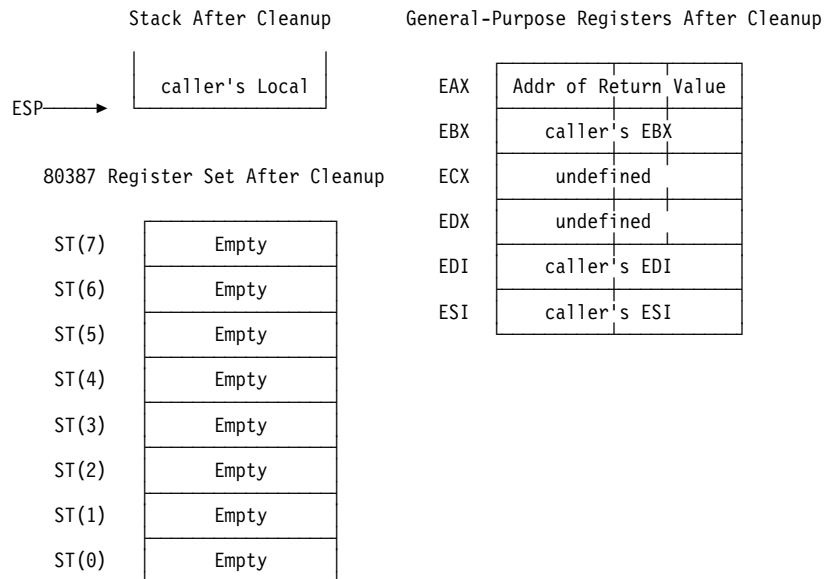 Stack After Cleanup
caller's Local
ESP
General-Purpose Registers After Cleanup
EAX Addr of Return Value
EBX caller's EBX
ECX undefined
EDX undefined
EDI caller's EDI
ESI caller's ESI
80387 Register Set After Cleanup
ST(7) Empty
ST(6) Empty
ST(5) Empty
ST(4) Empty
ST(3) Empty
ST(2) Empty
ST(1) Empty
ST(0) Empty